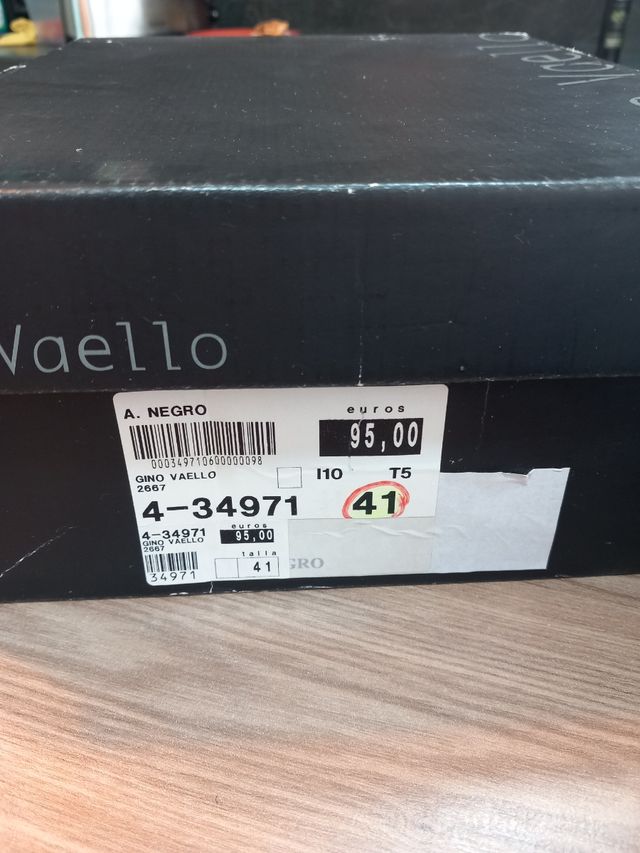 Vaello
Vaello
A. NEGRO
euros
95,00
0003497106000000098
GINO VAELLO
2667
I10 T5
4-34971
41
4-34971
euros
95,00
GINO VAELLO
2667
talla
41
34971
GRO